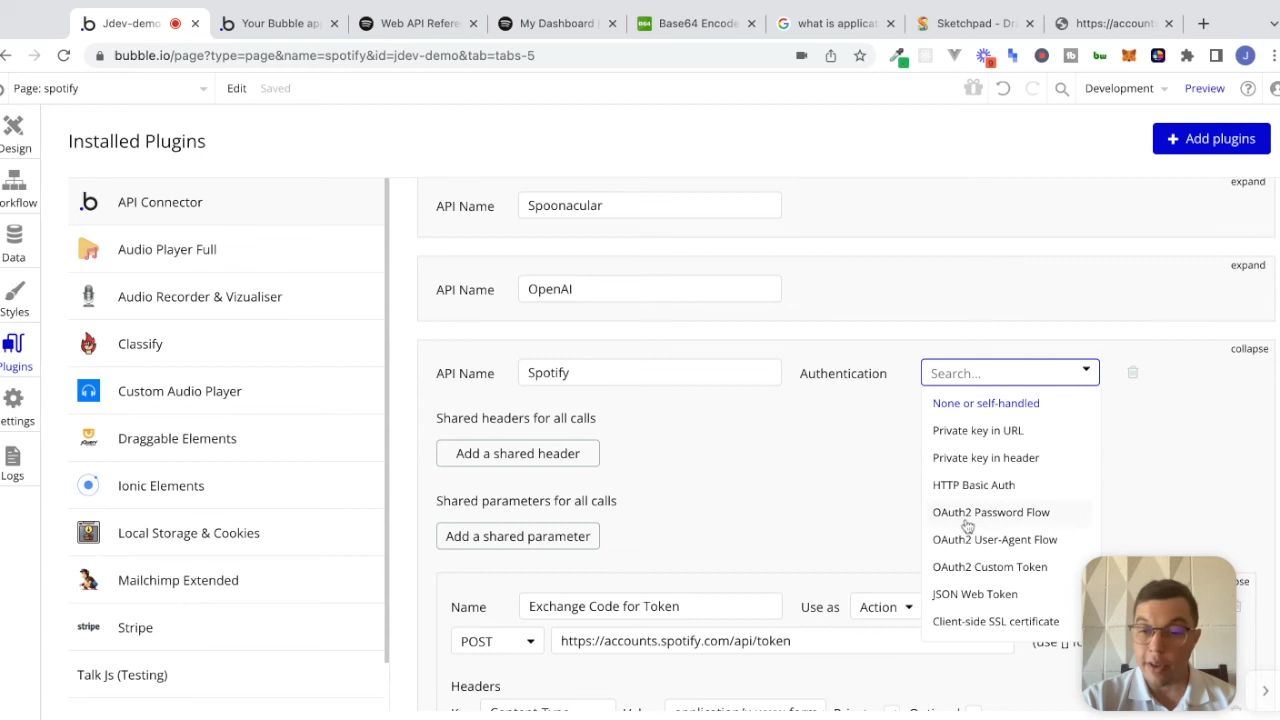 Jdev-demo
Your Bubble ap
Web API Refere
My Dashboard
Base64 Encode
what is applicat
Sketchpad - Dra
https://account
bubble.io/page?type=page&name=spotify&id=jdev-demo&tab=tabs-5
Page: spotify
Edit
Saved
Development
Preview
Design
orkflow
Data
Styles
Plugins
ettings
Logs
Installed Plugins
+ Add plugins
API Connector
Audio Player Full
Audio Recorder & Vizualiser
Classify
Custom Audio Player
Draggable Elements
Ionic Elements
Local Storage & Cookies
Mailchimp Extended
stripe Stripe
Talk Js (Testing)
expand
API Name Spoonacular
expand
API Name OpenAI
collapse
API Name Spotify Authentication Search...
None or self-handled
Private key in URL
Private key in header
HTTP Basic Auth
OAuth2 Password Flow
OAuth2 User-Agent Flow
OAuth2 Custom Token
JSON Web Token
Client-side SSL certificate
Shared headers for all calls
Add a shared header
Shared parameters for all calls
Add a shared parameter
Name Exchange Code for Token Use as Action
POST https://accounts.spotify.com/api/token
Headers